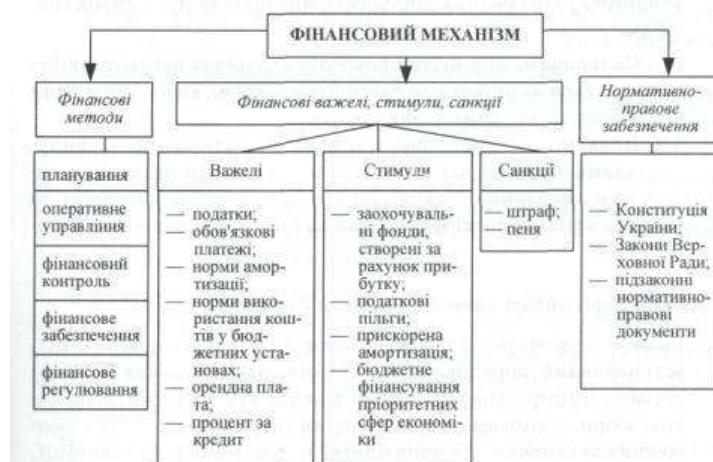 ФІНАНСОВИЙ МЕХАНІЗМ
Фінансові
методи
Фінансові важелі, стимули, санкції
Нормативно-
правове
забезпечення
планування
оперативне
управління
фінансовий
контроль
фінансове
забезпечення
фінансове
регулювання
Важелі
— податки;
— обов'язкові
платежі;
— норми амор-
тизації;
— норми вико-
ристання кош-
тів у бюд-
жетних уста-
новах;
— орендна пла-
та;
— процент за
кредит
Стимули
— заохочуваль-
ні фонди,
створені за
рахунок при-
бутку;
— податкові
пільги;
— прискорена
амортизація;
— бюджетне
фінансування
пріоритетних
сфер економі-
ки
Санкції
— штраф;
— пеня
— Конституція
України;
— Закони Вер-
ховної Ради;
— підзаконні
нормативно-
правові
документи